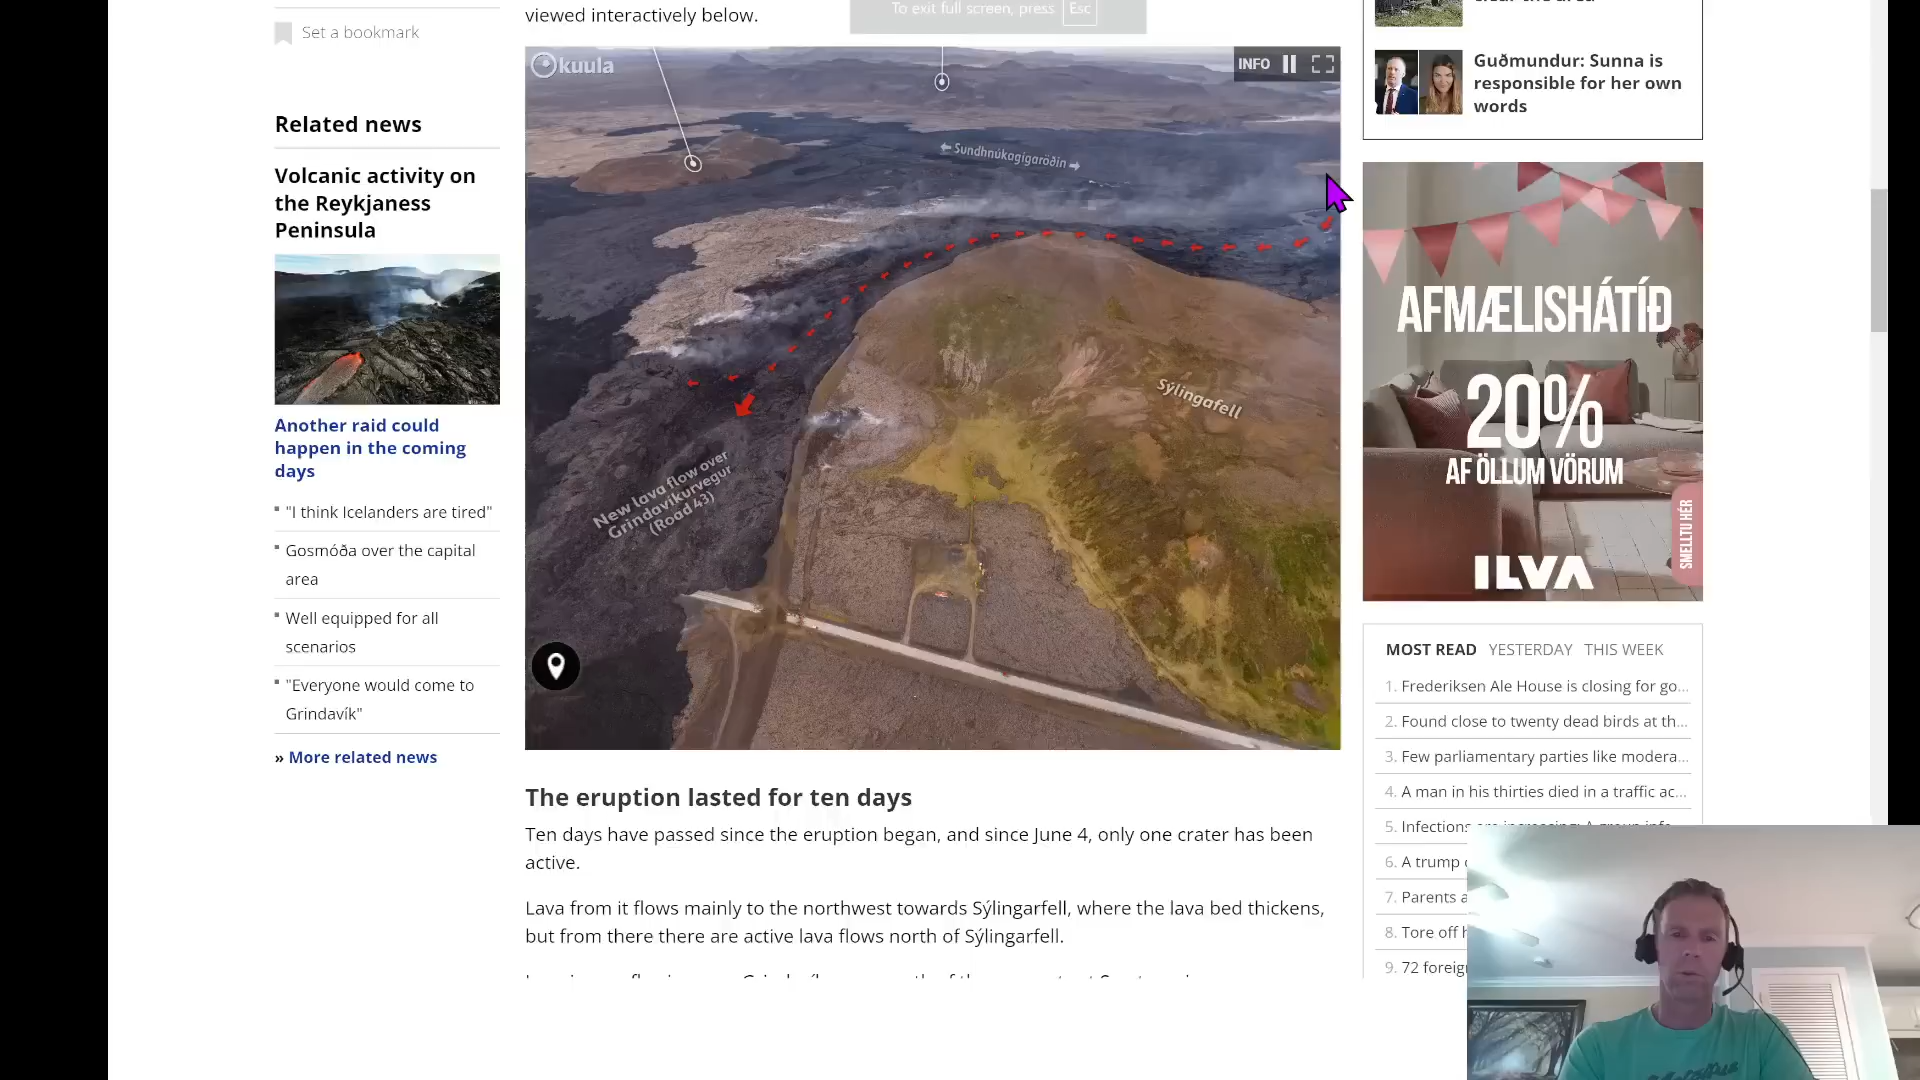 viewed interactively below.
To exit full screen, press Esc
Set a bookmark
Related news
Volcanic activity on
the Reykjaness
Peninsula
Another raid could
happen in the coming
days
"I think Icelanders are tired"
Gosmóða over the capital
area
Well equipped for all
scenarios
"Everyone would come to
Grindavík"
» More related news
kuula
INFO
Sundhnúkagígaröðin
Sýlingafell
New lava flow over
Grindavíkurvegur
(Road 43)
The eruption lasted for ten days
Ten days have passed since the eruption began, and since June 4, only one crater has been
active.
Lava from it flows mainly to the northwest towards Sýlingarfell, where the lava bed thickens,
but from there there are active lava flows north of Sýlingarfell.
Guðmundur: Sunna is
responsible for her own
words
AFMÆLISHÁTÍÐ
20%
AF ÖLLUM VÖRUM
SMELLTU HÉR
ILVA
MOST READ YESTERDAY THIS WEEK
1. Frederiksen Ale House is closing for go...
2. Found close to twenty dead birds at th...
3. Few parliamentary parties like modera...
4. A man in his thirties died in a traffic ac...
5. Infections
6. A trump
7. Parents
8. Tore off
9. 72